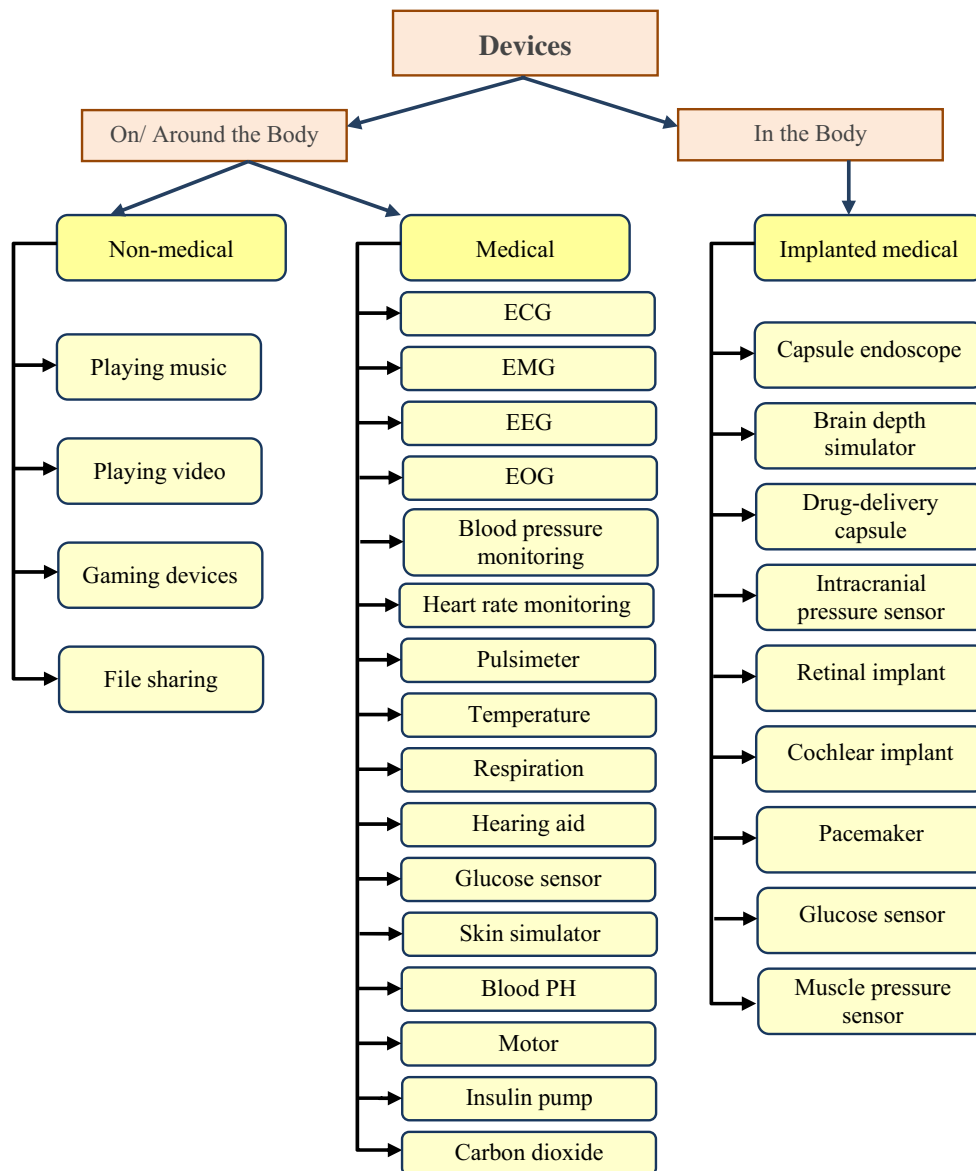 Devices
On/ Around the Body
In the Body
Non-medical
Playing music
Playing video
Gaming devices
File sharing
Medical
ECG
EMG
EEG
EOG
Blood pressure
monitoring
Heart rate monitoring
Pulsimeter
Temperature
Respiration
Hearing aid
Glucose sensor
Skin simulator
Blood PH
Motor
Insulin pump
Carbon dioxide
Implanted medical
Capsule endoscope
Brain depth
simulator
Drug-delivery
capsule
Intracranial
pressure sensor
Retinal implant
Cochlear implant
Pacemaker
Glucose sensor
Muscle pressure
sensor